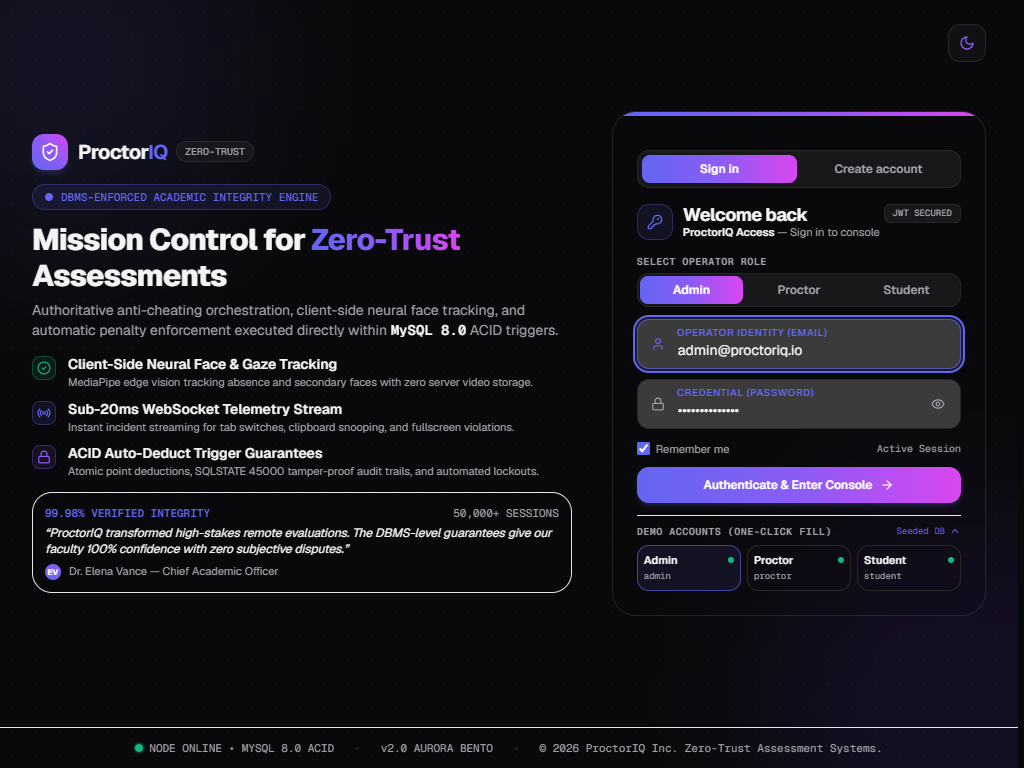 ProctorIQ ZERO-TRUST
DBMS-ENFORCED ACADEMIC INTEGRITY ENGINE
Mission Control for Zero-Trust
Assessments
Authoritative anti-cheating orchestration, client-side neural face tracking, and
automatic penalty enforcement executed directly within MySQL 8.0 ACID triggers.
Client-Side Neural Face & Gaze Tracking
MediaPipe edge vision tracking absence and secondary faces with zero server video storage.
Sub-20ms WebSocket Telemetry Stream
Instant incident streaming for tab switches, clipboard snooping, and fullscreen violations.
ACID Auto-Deduct Trigger Guarantees
Atomic point deductions, SQLSTATE 45000 tamper-proof audit trails, and automated lockouts.
99.98% VERIFIED INTEGRITY 50,000+ SESSIONS
“ProctorIQ transformed high-stakes remote evaluations. The DBMS-level guarantees give our
faculty 100% confidence with zero subjective disputes.”
EV Dr. Elena Vance — Chief Academic Officer
Sign in Create account
Welcome back JWT SECURED
ProctorIQ Access — Sign in to console
SELECT OPERATOR ROLE
Admin Proctor Student
OPERATOR IDENTITY (EMAIL)
admin@proctoriq.io
CREDENTIAL (PASSWORD)
••••••••••••••
Remember me Active Session
Authenticate & Enter Console →
DEMO ACCOUNTS (ONE-CLICK FILL) Seeded DB
Admin Proctor Student
admin proctor student
NODE ONLINE • MYSQL 8.0 ACID · v2.0 AURORA BENTO · © 2026 ProctorIQ Inc. Zero-Trust Assessment Systems.